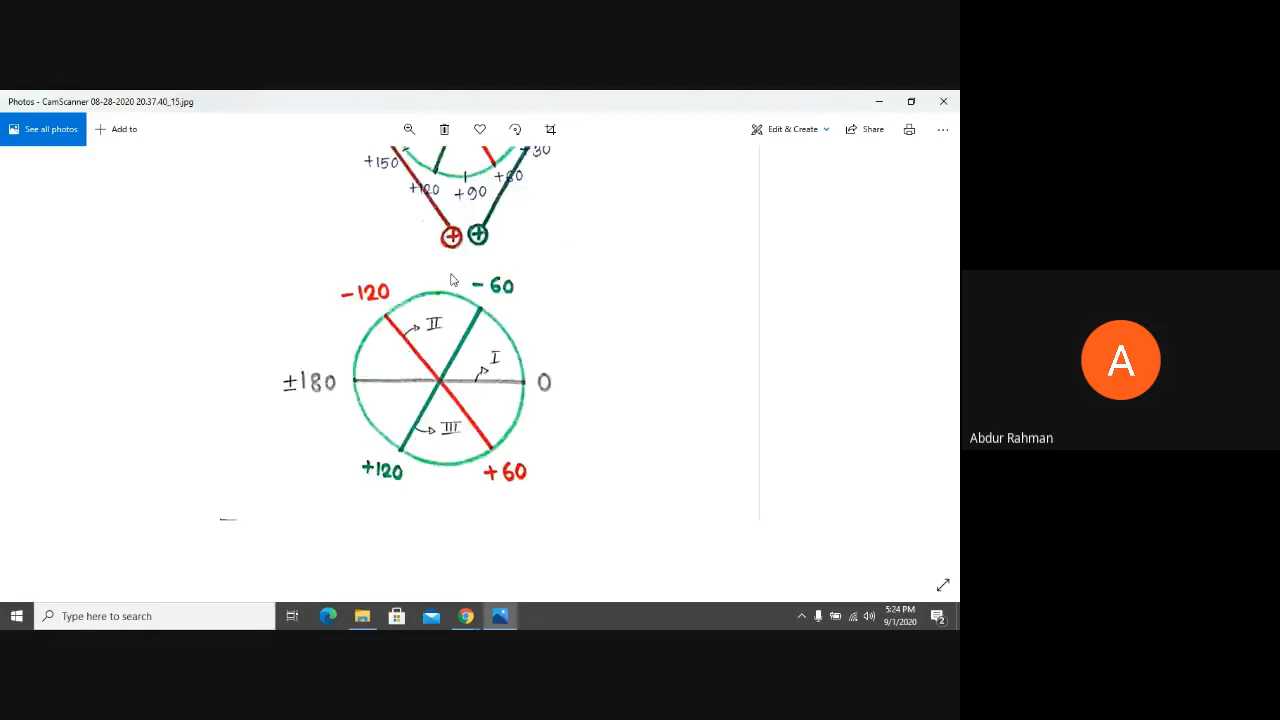 Photos - CamScanner 08-28-2020 20.37.40_15.jpg
See all photos
Add to
Edit & Create
Share
+150
+30
+120
+90
+60
+
+
-120
-60
II
I
±180
0
III
+120
+60
A
Abdur Rahman
Type here to search
5:24 PM
9/1/2020
2